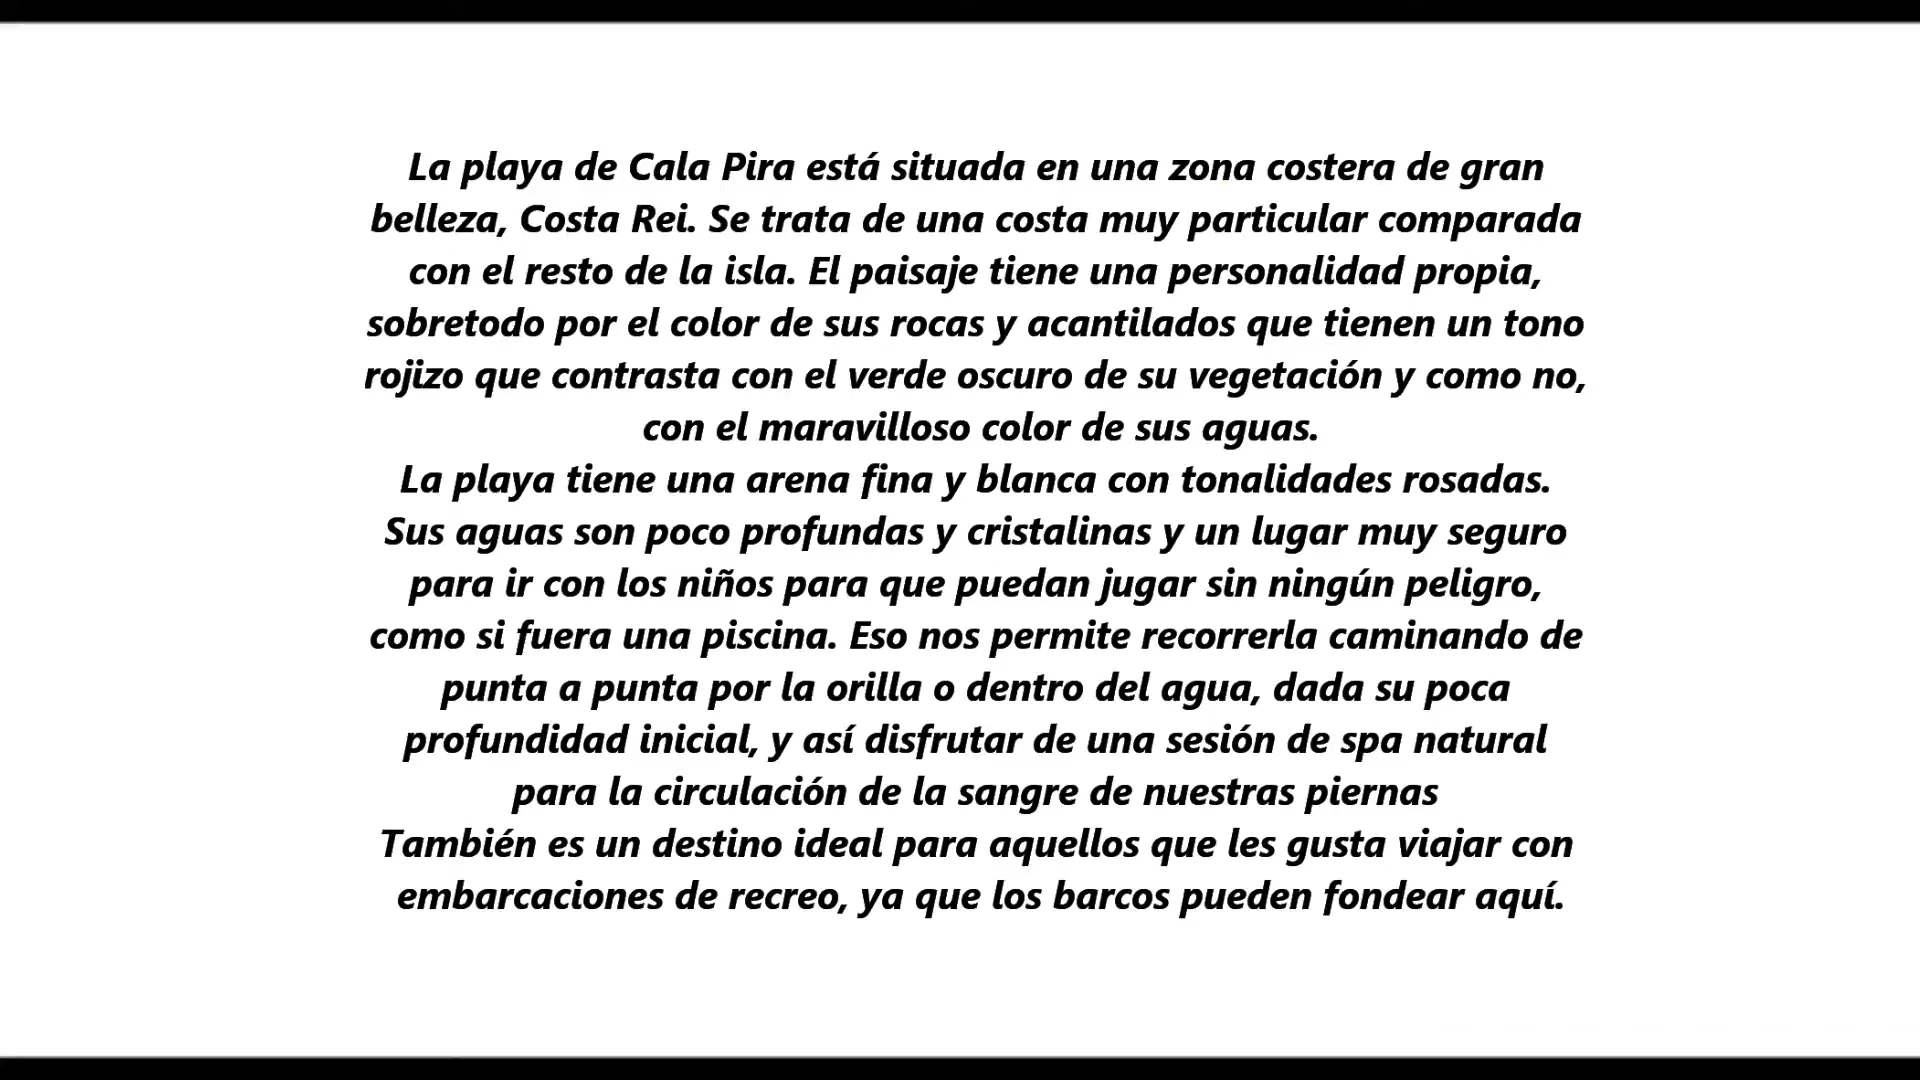 La playa de Cala Pira está situada en una zona costera de gran
belleza, Costa Rei. Se trata de una costa muy particular comparada
con el resto de la isla. El paisaje tiene una personalidad propia,
sobretodo por el color de sus rocas y acantilados que tienen un tono
rojizo que contrasta con el verde oscuro de su vegetación y como no,
con el maravilloso color de sus aguas.
La playa tiene una arena fina y blanca con tonalidades rosadas.
Sus aguas son poco profundas y cristalinas y un lugar muy seguro
para ir con los niños para que puedan jugar sin ningún peligro,
como si fuera una piscina. Eso nos permite recorrerla caminando de
punta a punta por la orilla o dentro del agua, dada su poca
profundidad inicial, y así disfrutar de una sesión de spa natural
para la circulación de la sangre de nuestras piernas
También es un destino ideal para aquellos que les gusta viajar con
embarcaciones de recreo, ya que los barcos pueden fondear aquí.